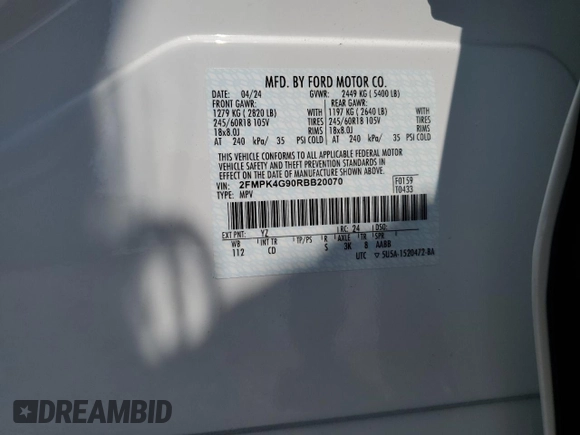 MFD. BY FORD MOTOR CO.
DATE: 04/24 GVWR: 2449 KG ( 5400 LB)
FRONT GAWR: REAR GAWR:
1279 KG ( 2820 LB) WITH 1197 KG ( 2640 LB) WITH
245/60R18 105V TIRES 245/60R18 105V TIRES
18x8.0J RIMS 18x8.0J RIMS
AT 240 kPa/ 35 PSI COLD AT 240 kPa/ 35 PSI COLD
THIS VEHICLE CONFORMS TO ALL APPLICABLE FEDERAL MOTOR
VEHICLE SAFETY AND THEFT PREVENTION STANDARDS IN
EFFECT ON THE DATE OF MANUFACTURE SHOWN ABOVE.
VIN: 2FMPK4G90RBB20070 F0159
TYPE: MPV T0433
EXT PNT: YZ RC: 24 DSO:
WB INT TR TP/PS R AXLE TR SPR
112 CD S 3K 8 AABB
UTC ▽ 5U5A-1520472-BA
DREAMBID